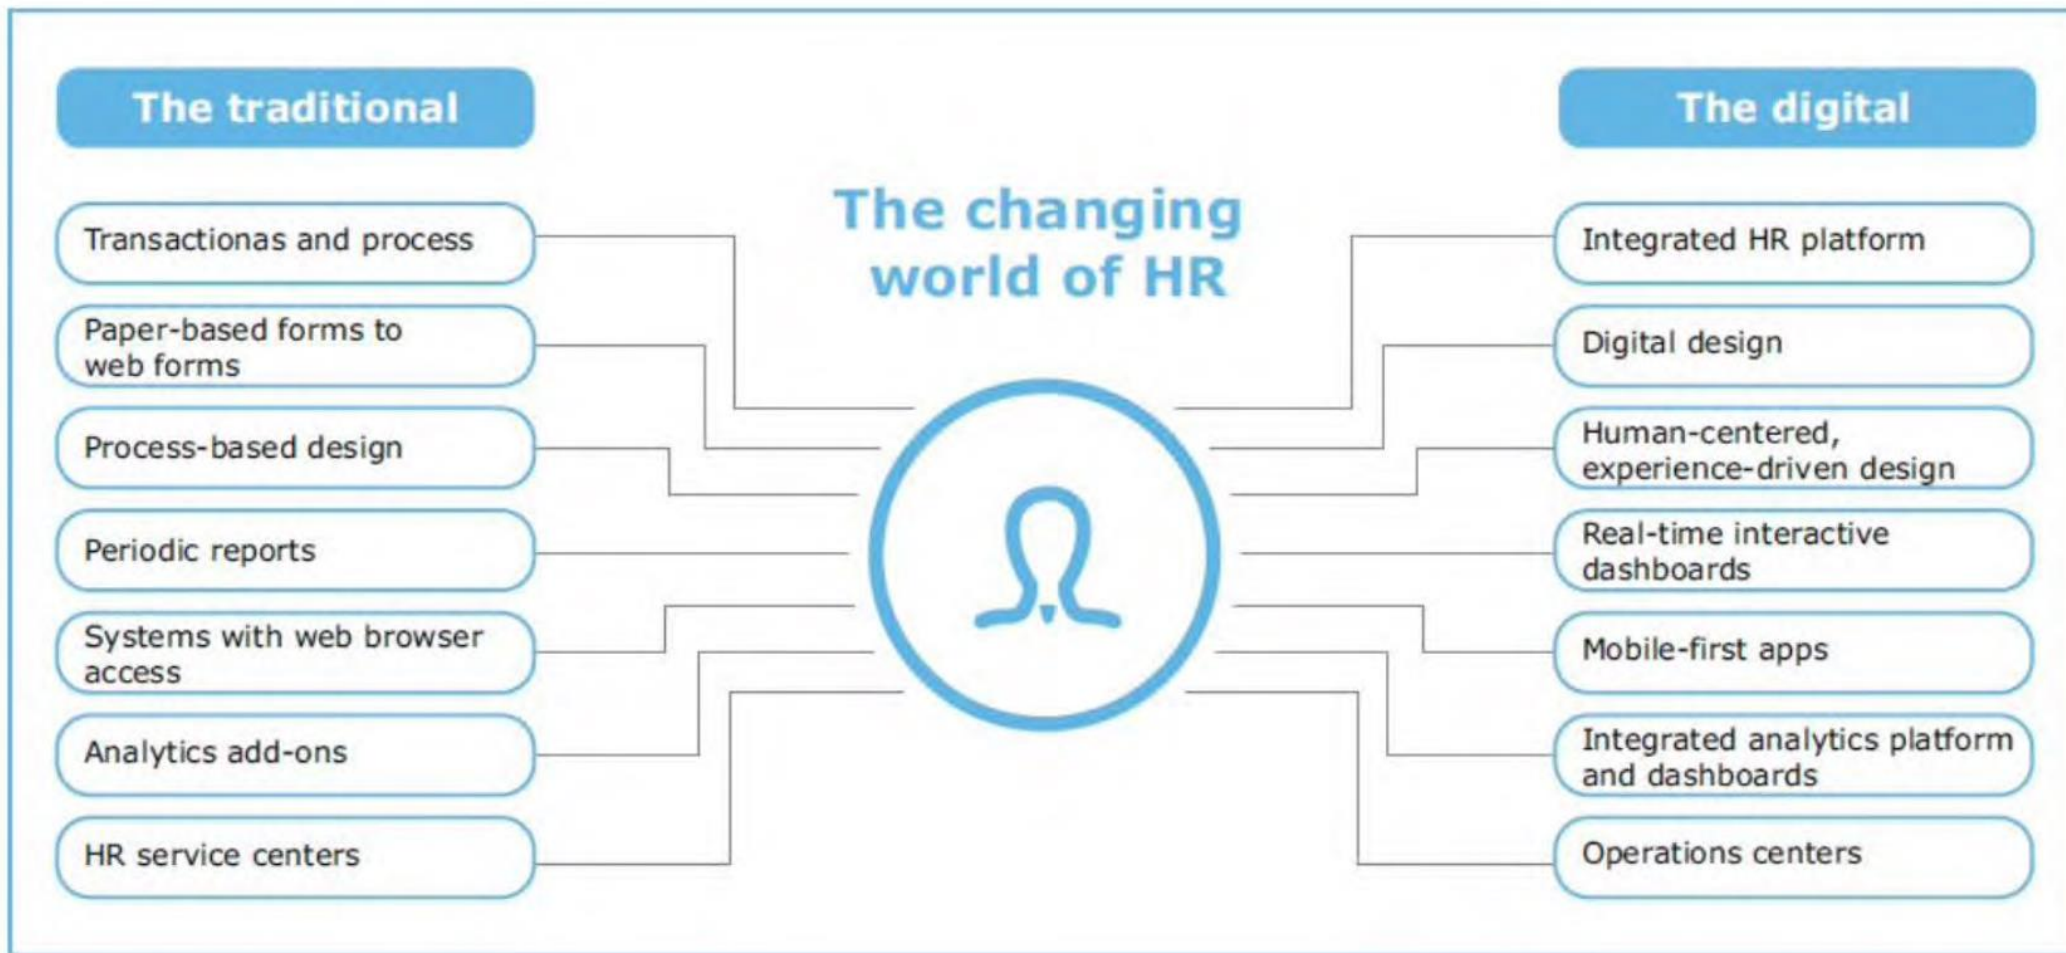 The traditional
Transactionas and process
Paper-based forms to
web forms
Process-based design
Periodic reports
Systems with web browser
access
Analytics add-ons
HR service centers
The changing
world of HR
The digital
Integrated HR platform
Digital design
Human-centered,
experience-driven design
Real-time interactive
dashboards
Mobile-first apps
Integrated analytics platform
and dashboards
Operations centers